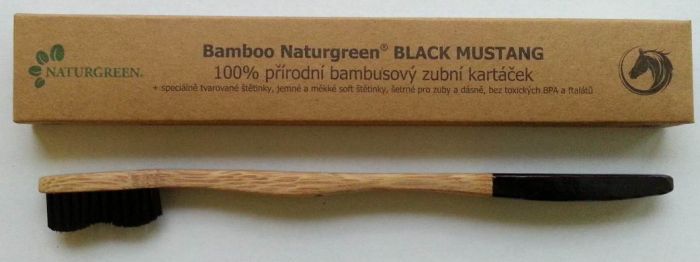 Bamboo Naturgreen® BLACK MUSTANG
NATURGREEN®
100% přírodní bambusový zubní kartáček
+ speciálně tvarované štětinky, jemné a měkké soft štětinky, šetrné pro zuby a dásně, bez toxických BPA a ftalátů